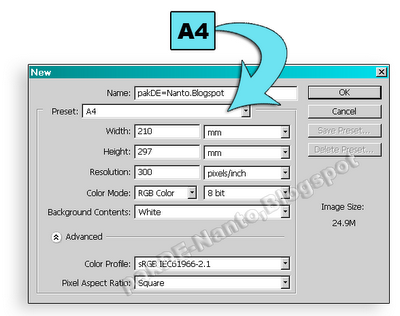 A4
New
Name: pakDE=Nanto.Blogspot
OK
Preset: A4
Cancel
Width: 210 mm
Save Preset...
Height: 297 mm
Delete Preset...
Resolution: 300 pixels/inch
Color Mode: RGB Color 8 bit
Background Contents: White
Image Size:
24.9M
Advanced
Color Profile: sRGB IEC61966-2.1
Pixel Aspect Ratio: Square
pakDE-Nanto,Blogspot